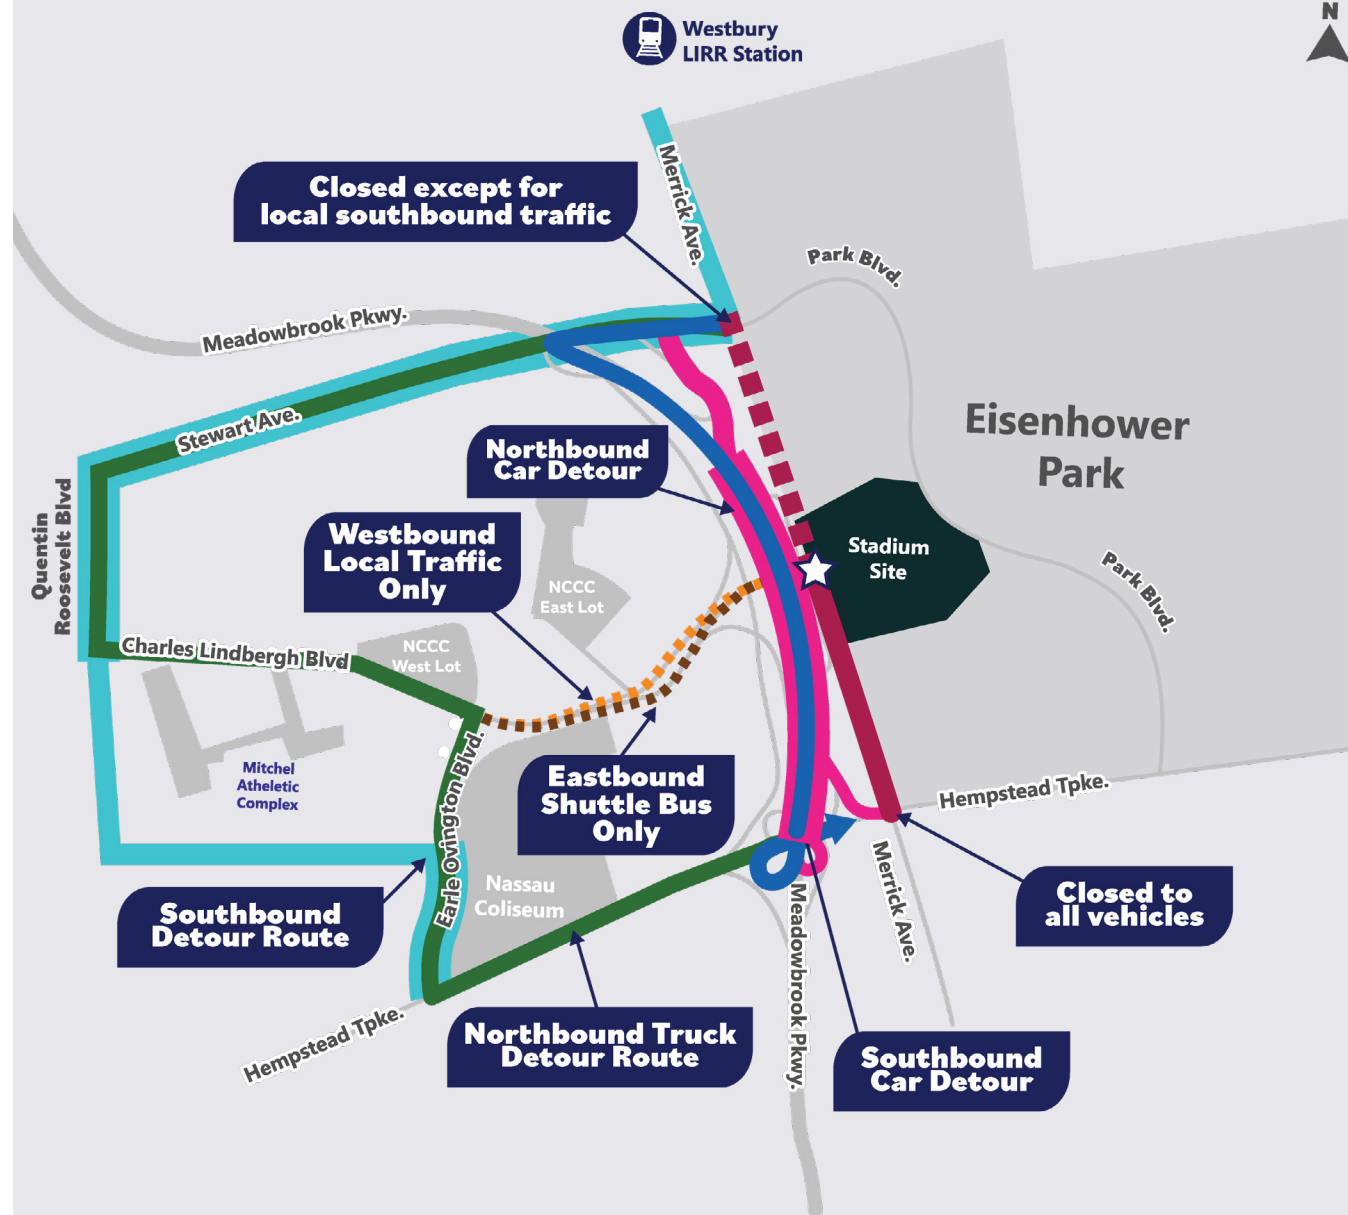 Westbury
LIRR Station
N
Merrick Ave.
Closed except for
local southbound traffic
Park Blvd.
Meadowbrook Pkwy.
Stewart Ave.
Eisenhower
Park
Northbound
Car Detour
Quentin
Roosevelt Blvd
Westbound
Local Traffic
Only
Stadium
Site
NCCC
East Lot
Park Blvd.
Charles Lindbergh Blvd
NCCC
West Lot
Mitchel
Atheletic
Complex
Earle Ovington Blvd.
Eastbound
Shuttle Bus
Only
Hempstead Tpke.
Merrick Ave.
Nassau
Coliseum
Closed to
all vehicles
Southbound
Detour Route
Meadowbrook Pkwy.
Hempstead Tpke.
Northbound Truck
Detour Route
Southbound
Car Detour